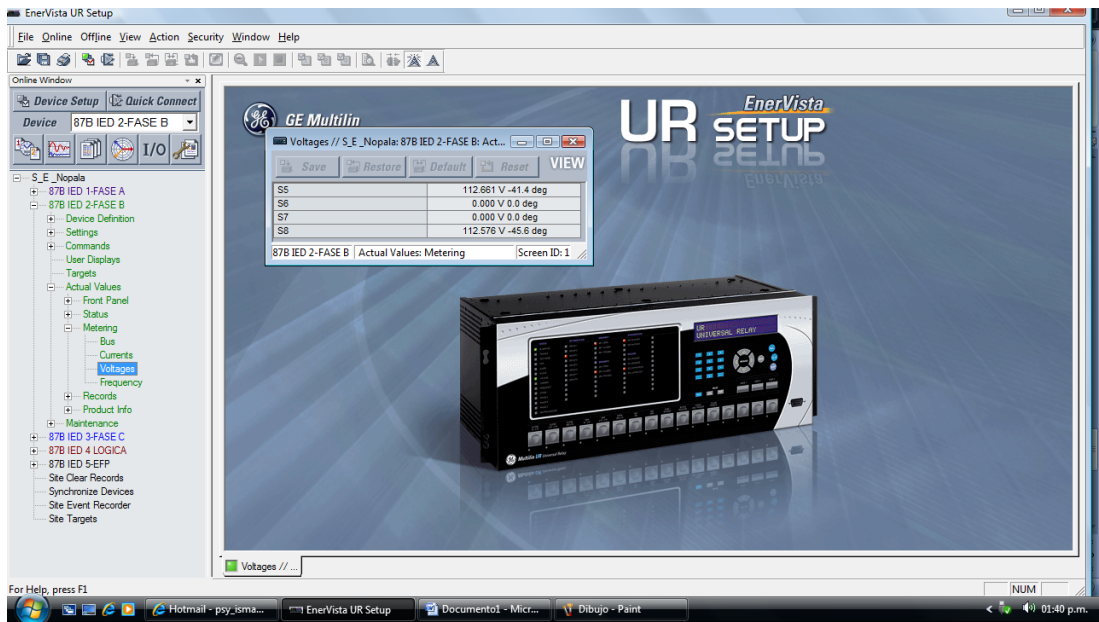 EnerVista UR Setup
File Online Offline View Action Security Window Help
Online Window
Device Setup Quick Connect
Device 87B IED 2-FASE B
I/O
S_E _Nopala
87B IED 1-FASE A
87B IED 2-FASE B
Device Definition
Settings
Commands
User Displays
Targets
Actual Values
Front Panel
Status
Metering
Bus
Currents
Voltages
Frequency
Records
Product Info
Maintenance
87B IED 3-FASE C
87B IED 4 LOGICA
87B IED 5-EFP
Site Clear Records
Synchronize Devices
Site Event Recorder
Site Targets
GE Multilin
EnerVista
UR SETUP
Voltages // S_E _Nopala: 87B IED 2-FASE B: Act...
Save Restore Default Reset VIEW
S5 112.661 V -41.4 deg
S6 0.000 V 0.0 deg
S7 0.000 V 0.0 deg
S8 112.576 V -45.6 deg
87B IED 2-FASE B Actual Values: Metering Screen ID: 1
UR
UNIVERSAL RELAY
Multilin UR Universal Relay
Voltages // ...
For Help, press F1
NUM
Hotmail - psy_isma... EnerVista UR Setup Documento1 - Micr... Dibujo - Paint 01:40 p.m.